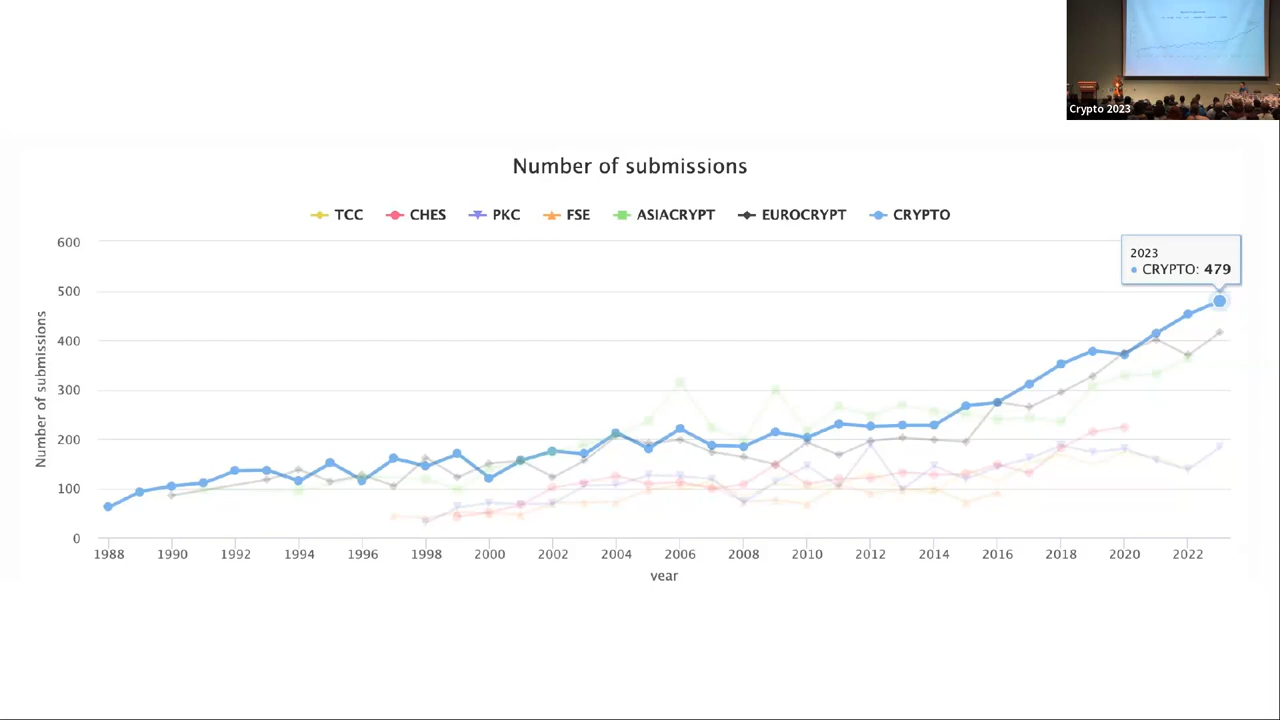 Crypto 2023
Number of submissions
TCC CHES PKC FSE ASIACRYPT EUROCRYPT CRYPTO
600
500
400
300
200
100
0
Number of submissions
2023
CRYPTO: 479
1988 1990 1992 1994 1996 1998 2000 2002 2004 2006 2008 2010 2012 2014 2016 2018 2020 2022
year